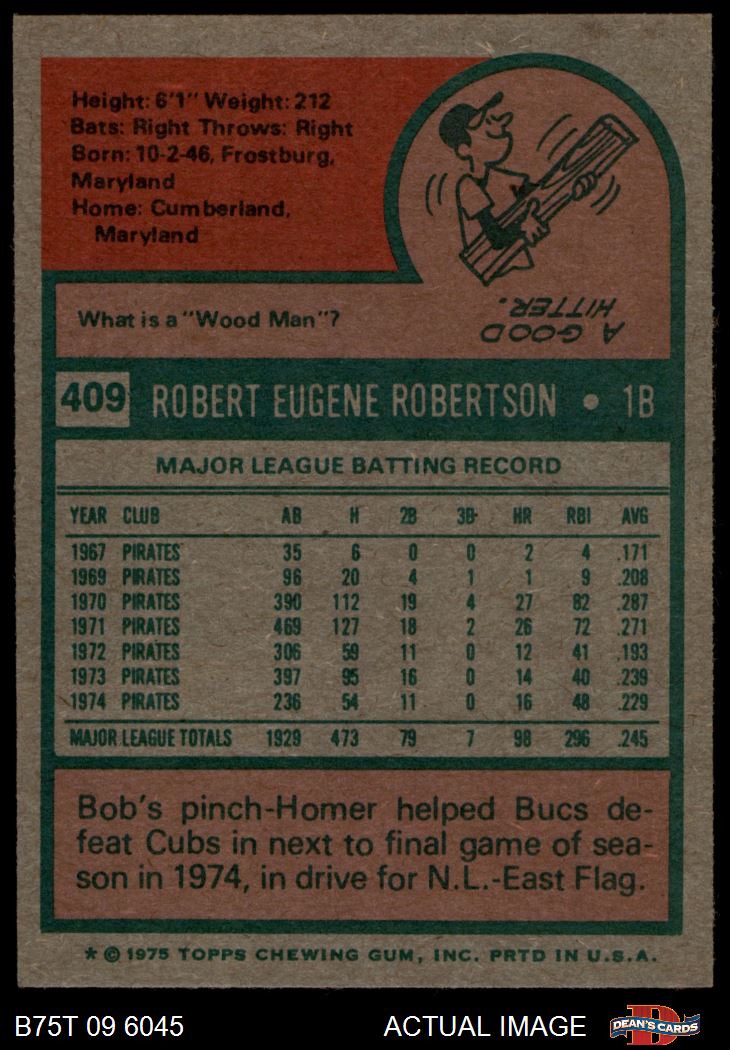 Height: 6'1" Weight: 212
Bats: Right Throws: Right
Born: 10-2-46, Frostburg,
Maryland
Home: Cumberland,
Maryland
What is a "Wood Man"?
A GOOD
HITTER.
409 ROBERT EUGENE ROBERTSON • 1B
MAJOR LEAGUE BATTING RECORD
YEAR CLUB AB H 2B 3B HR RBI AVG
1967 PIRATES 35 6 0 0 2 4 .171
1969 PIRATES 96 20 4 1 1 9 .208
1970 PIRATES 390 112 19 4 27 82 .287
1971 PIRATES 469 127 18 2 26 72 .271
1972 PIRATES 306 59 11 0 12 41 .193
1973 PIRATES 397 95 16 0 14 40 .239
1974 PIRATES 236 54 11 0 16 48 .229
MAJOR LEAGUE TOTALS 1929 473 79 7 98 296 .245
Bob's pinch-Homer helped Bucs de-
feat Cubs in next to final game of sea-
son in 1974, in drive for N.L.-East Flag.
* © 1975 TOPPS CHEWING GUM, INC. PRTD IN U.S.A.
B75T 09 6045 ACTUAL IMAGE DEAN'S CARDS